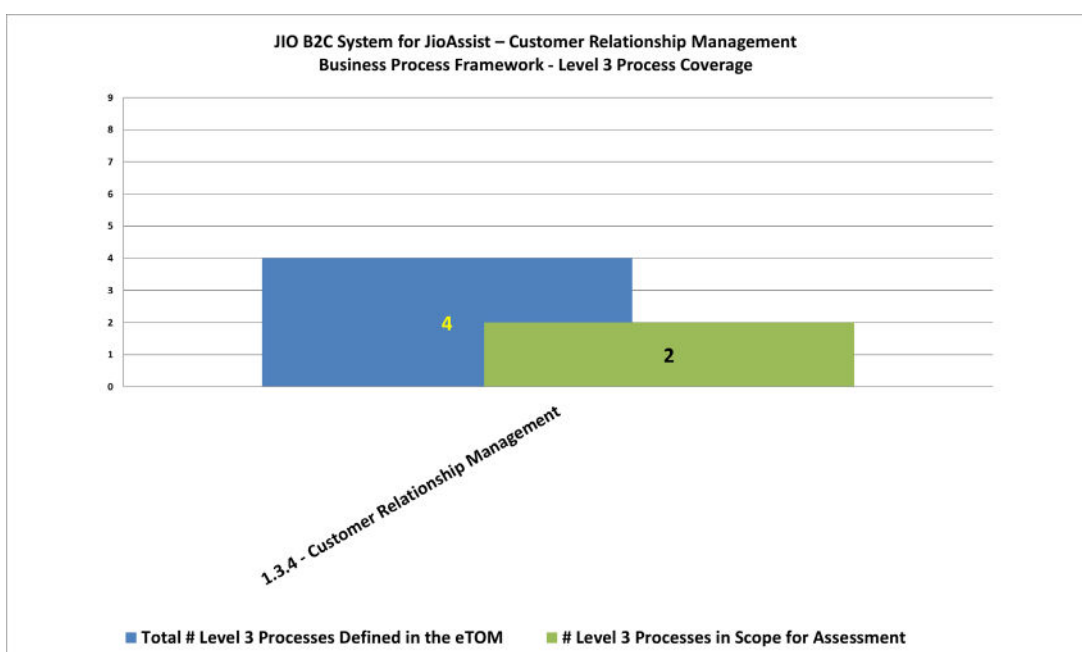 JIO B2C System for JioAssist – Customer Relationship Management
Business Process Framework - Level 3 Process Coverage
9
8
7
6
5
4
3
2
1
0
4
2
1.3.4 - Customer Relationship Management
Total # Level 3 Processes Defined in the eTOM
# Level 3 Processes in Scope for Assessment